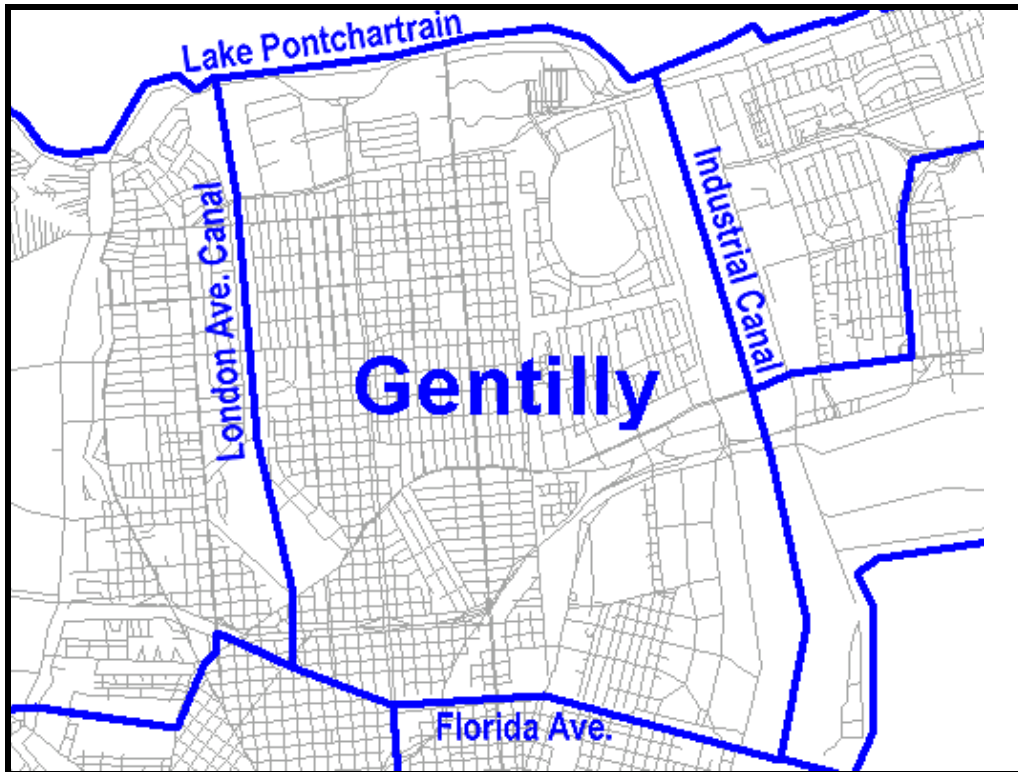 Lake Pontchartrain
London Ave. Canal
Industrial Canal
Gentilly
Florida Ave.